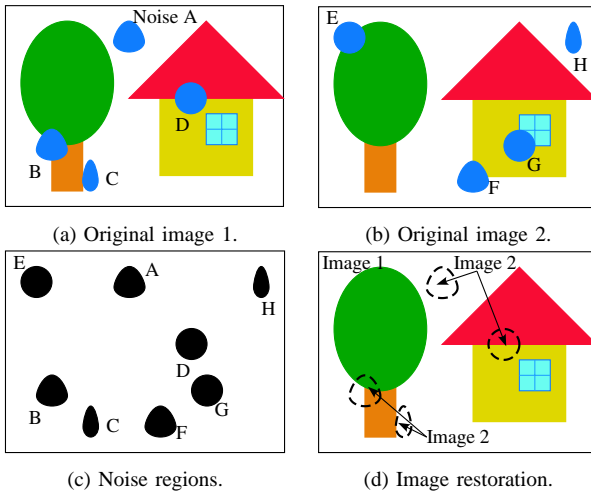 Noise A
D
B
C
(a) Original image 1.
E
H
G
F
(b) Original image 2.
E
A
H
D
G
B
C
F
(c) Noise regions.
Image 1
Image 2
Image 2
(d) Image restoration.